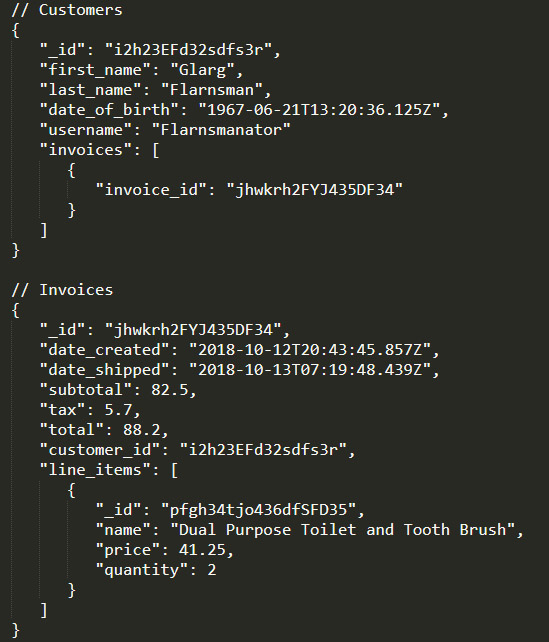 // Customers
{
"_id": "i2h23EFd32sdfs3r",
"first_name": "Glarg",
"last_name": "Flarnsman",
"date_of_birth": "1967-06-21T13:20:36.125Z",
"username": "Flarnsmanator"
"invoices": [
{
"invoice_id": "jhwkrh2FYJ435DF34"
}
]
}
// Invoices
{
"_id": "jhwkrh2FYJ435DF34",
"date_created": "2018-10-12T20:43:45.857Z",
"date_shipped": "2018-10-13T07:19:48.439Z",
"subtotal": 82.5,
"tax": 5.7,
"total": 88.2,
"customer_id": "i2h23EFd32sdfs3r",
"line_items": [
{
"_id": "pfgh34tjo436dfSFD35",
"name": "Dual Purpose Toilet and Tooth Brush",
"price": 41.25,
"quantity": 2
}
]
}